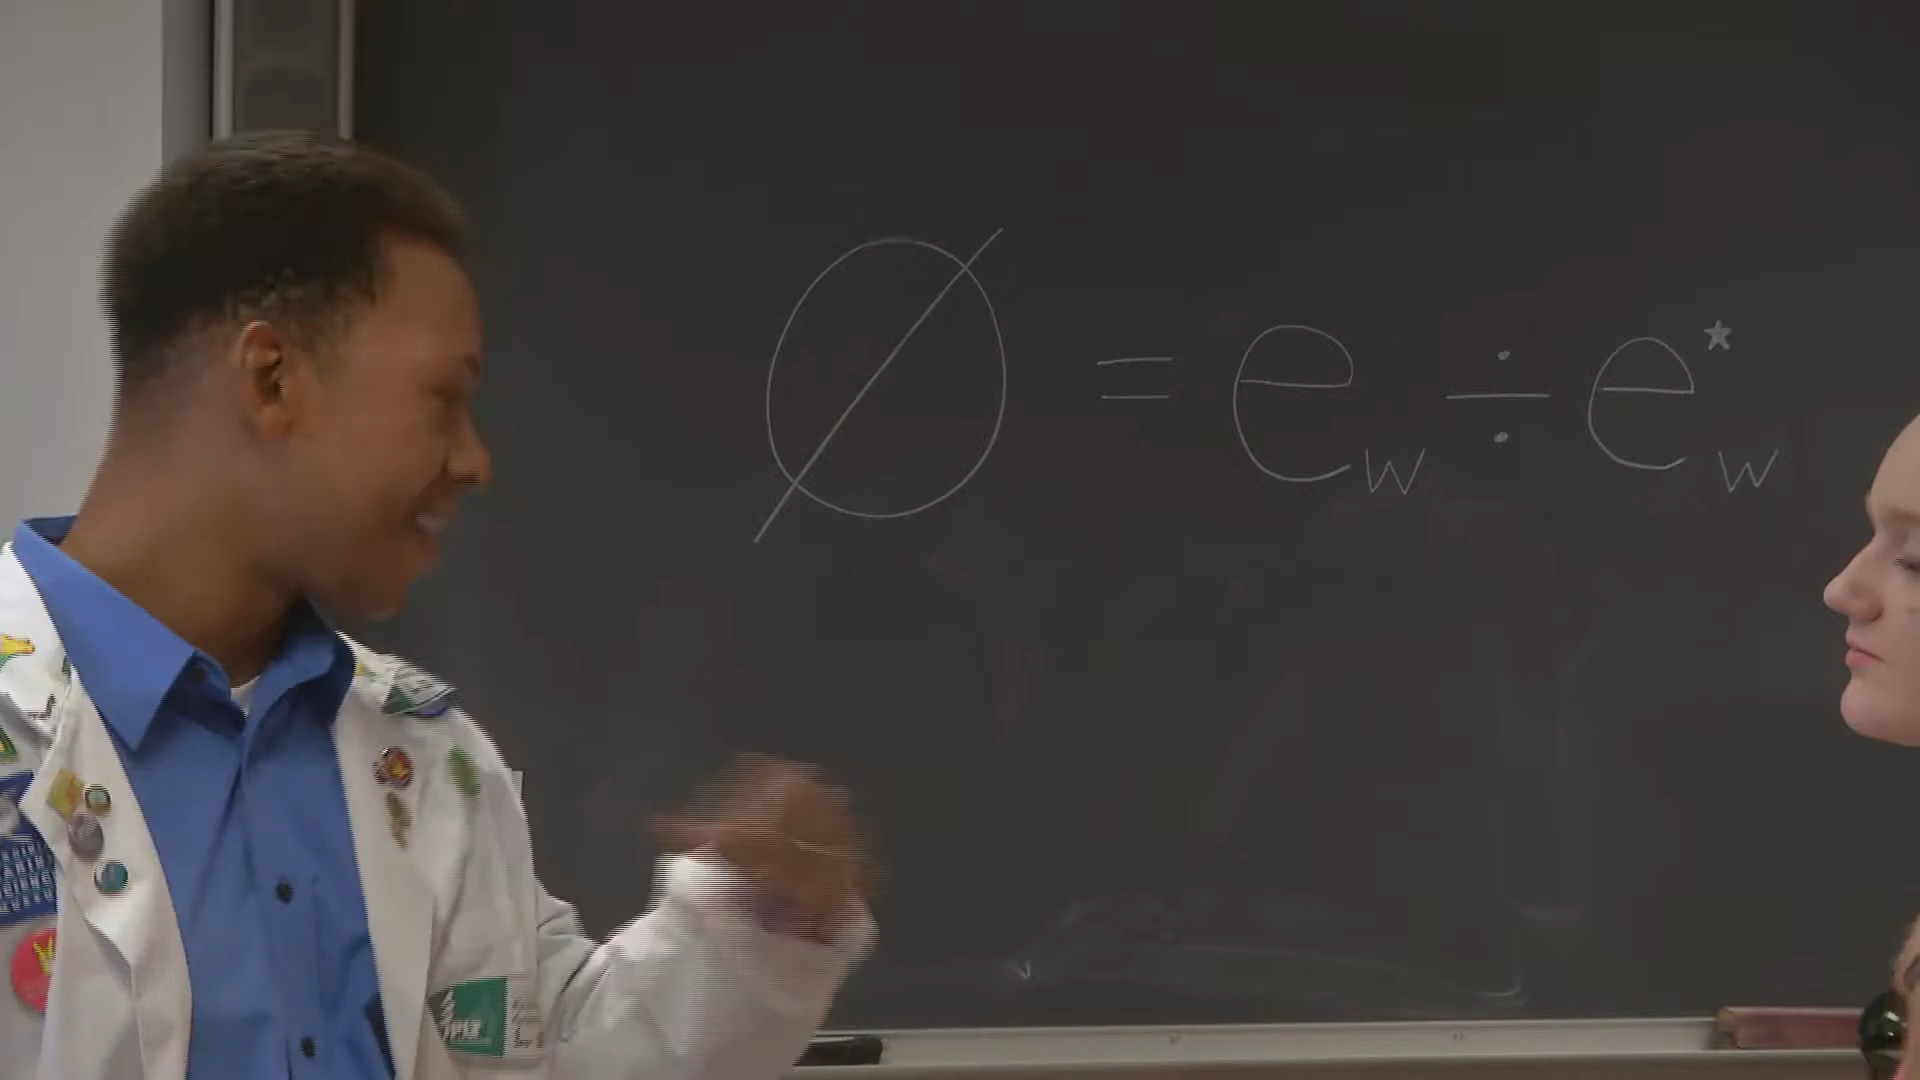 Ø = e_w ÷ e*_w